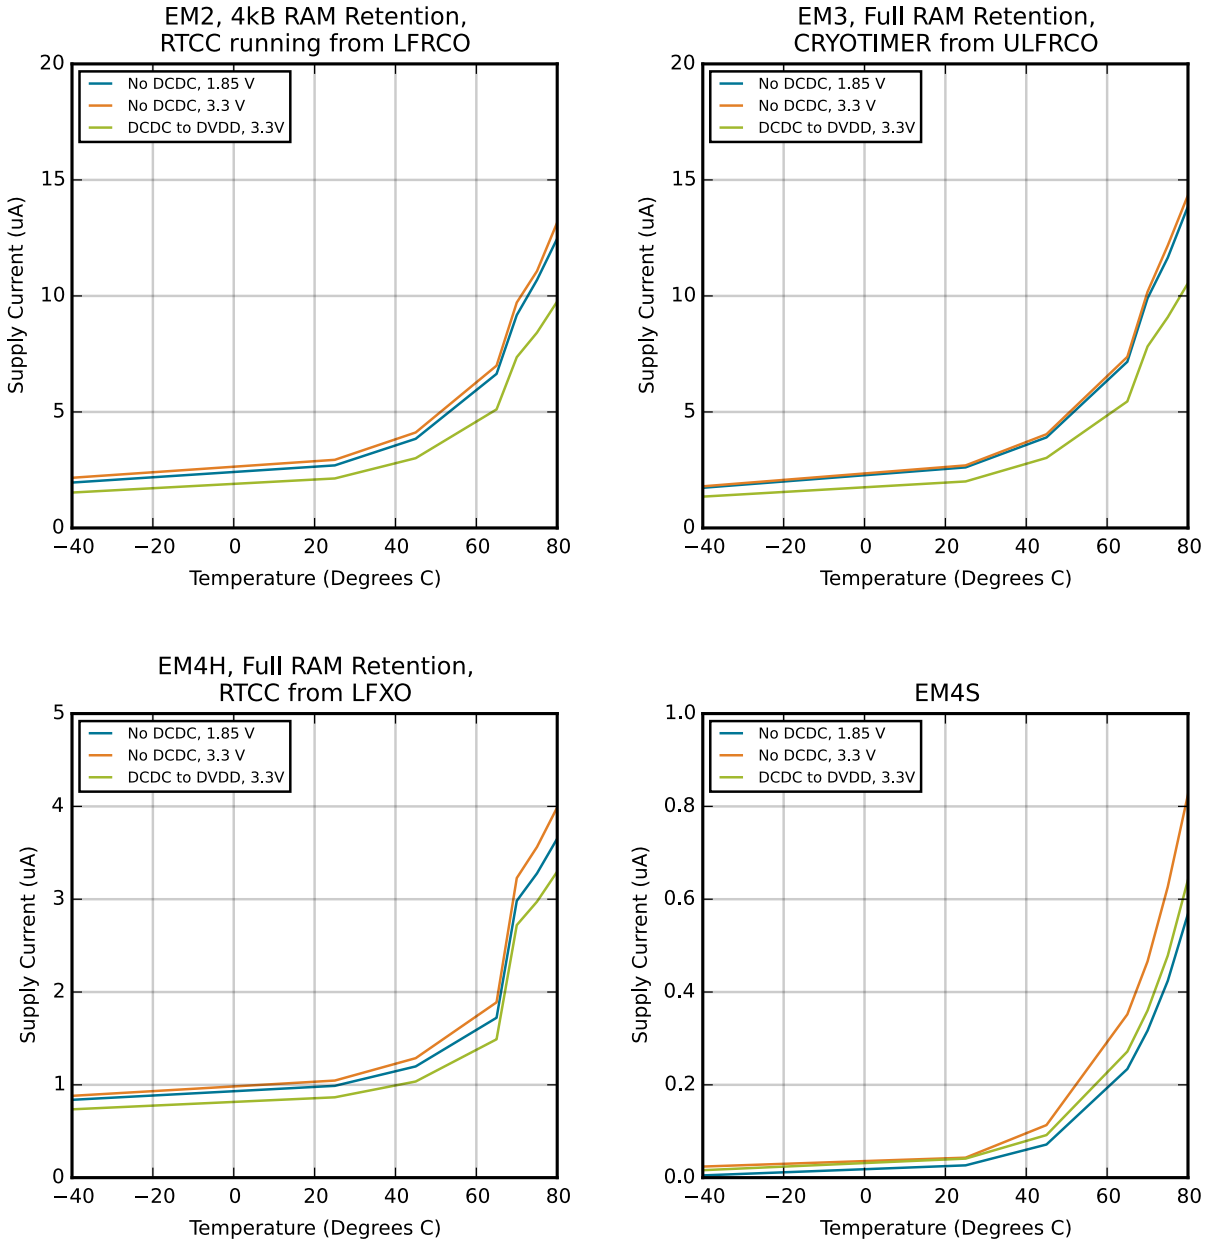 EM2, 4kB RAM Retention,
RTCC running from LFRCO
20
15
10
5
0
Supply Current (uA)
No DCDC, 1.85 V
No DCDC, 3.3 V
DCDC to DVDD, 3.3V
−40
−20
0
20
40
60
80
Temperature (Degrees C)
EM3, Full RAM Retention,
CRYOTIMER from ULFRCO
20
15
10
5
0
Supply Current (uA)
No DCDC, 1.85 V
No DCDC, 3.3 V
DCDC to DVDD, 3.3V
−40
−20
0
20
40
60
80
Temperature (Degrees C)
EM4H, Full RAM Retention,
RTCC from LFXO
5
4
3
2
1
0
Supply Current (uA)
No DCDC, 1.85 V
No DCDC, 3.3 V
DCDC to DVDD, 3.3V
−40
−20
0
20
40
60
80
Temperature (Degrees C)
EM4S
1.0
0.8
0.6
0.4
0.2
0.0
Supply Current (uA)
No DCDC, 1.85 V
No DCDC, 3.3 V
DCDC to DVDD, 3.3V
−40
−20
0
20
40
60
80
Temperature (Degrees C)